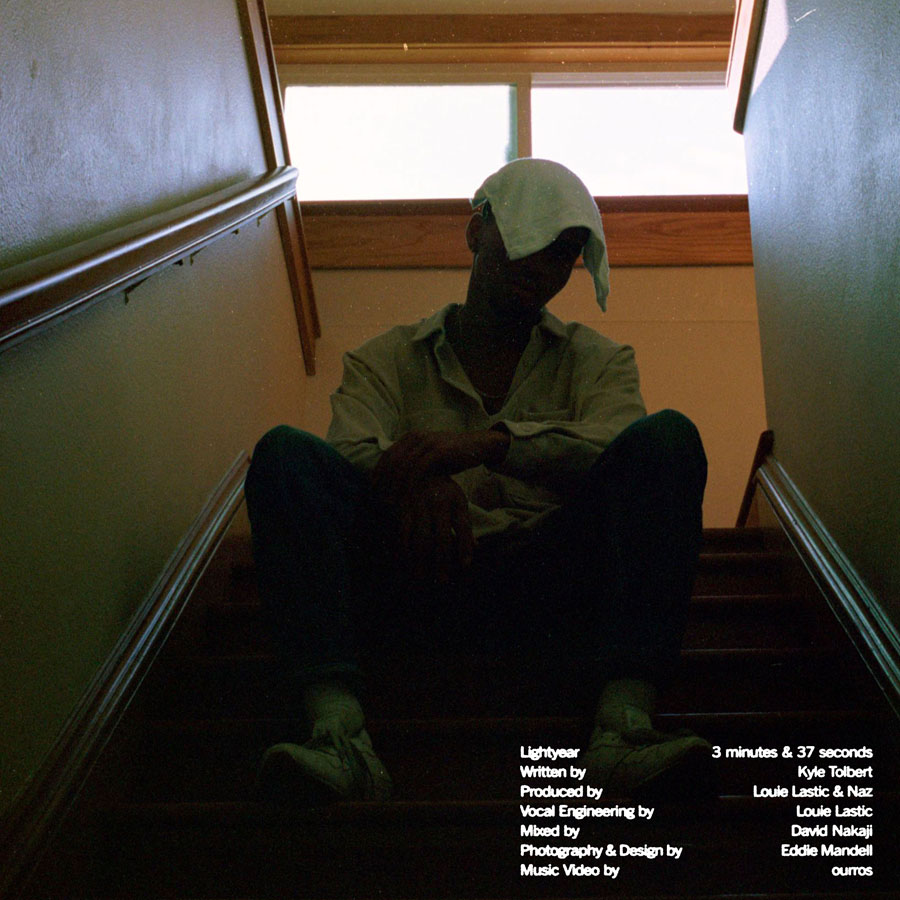 Lightyear 3 minutes & 37 seconds
Written by Kyle Tolbert
Produced by Louie Lastic & Naz
Vocal Engineering by Louie Lastic
Mixed by David Nakaji
Photography & Design by Eddie Mandell
Music Video by ourros